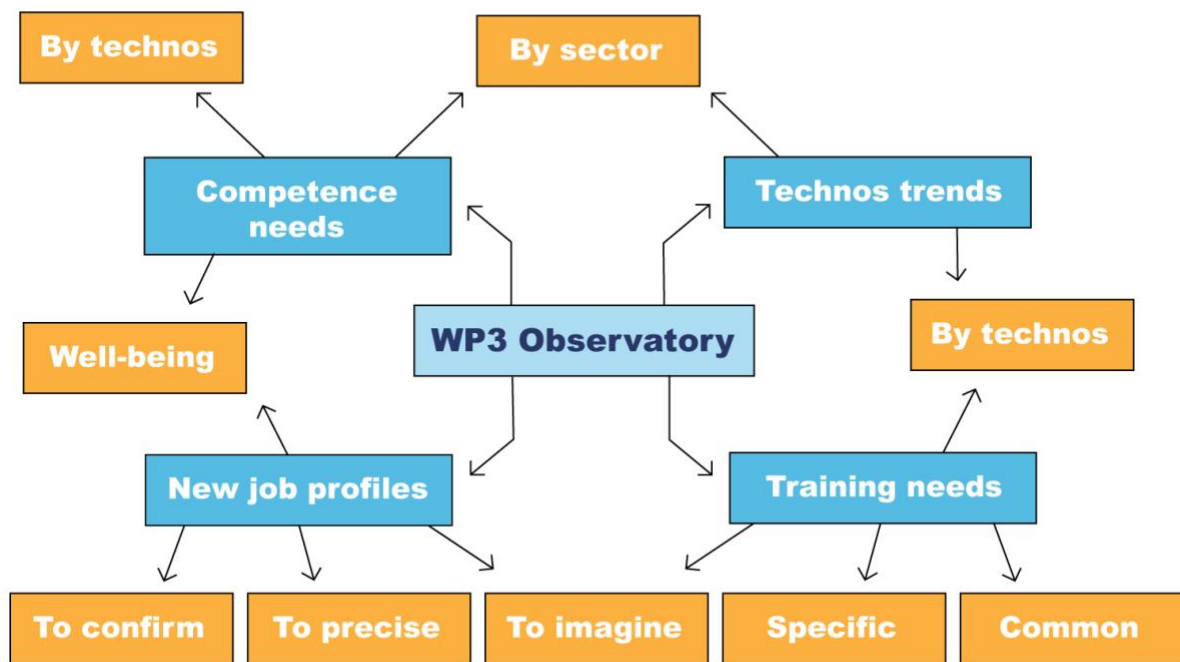 By technos
By sector
Competence
needs
Technos trends
WP3 Observatory
Well-being
By technos
New job profiles
Training needs
To confirm
To precise
To imagine
Specific
Common